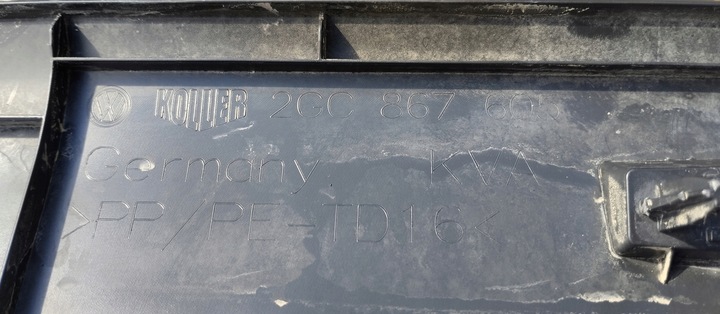 KOLLER 2GC 867
Germany KVA
>PP/PE-TD16<